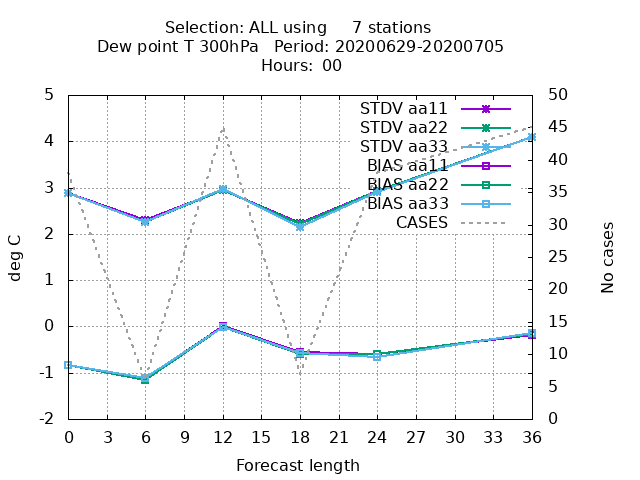 Selection: ALL using     7 stations
Dew point T 300hPa   Period: 20200629-20200705
Hours: 00
5
4
3
2
1
0
-1
-2
deg C
50
45
40
35
30
25
20
15
10
5
0
No cases
STDV aa11
STDV aa22
STDV aa33
BIAS aa11
BIAS aa22
BIAS aa33
CASES
0 3 6 9 12 15 18 21 24 27 30 33 36
Forecast length